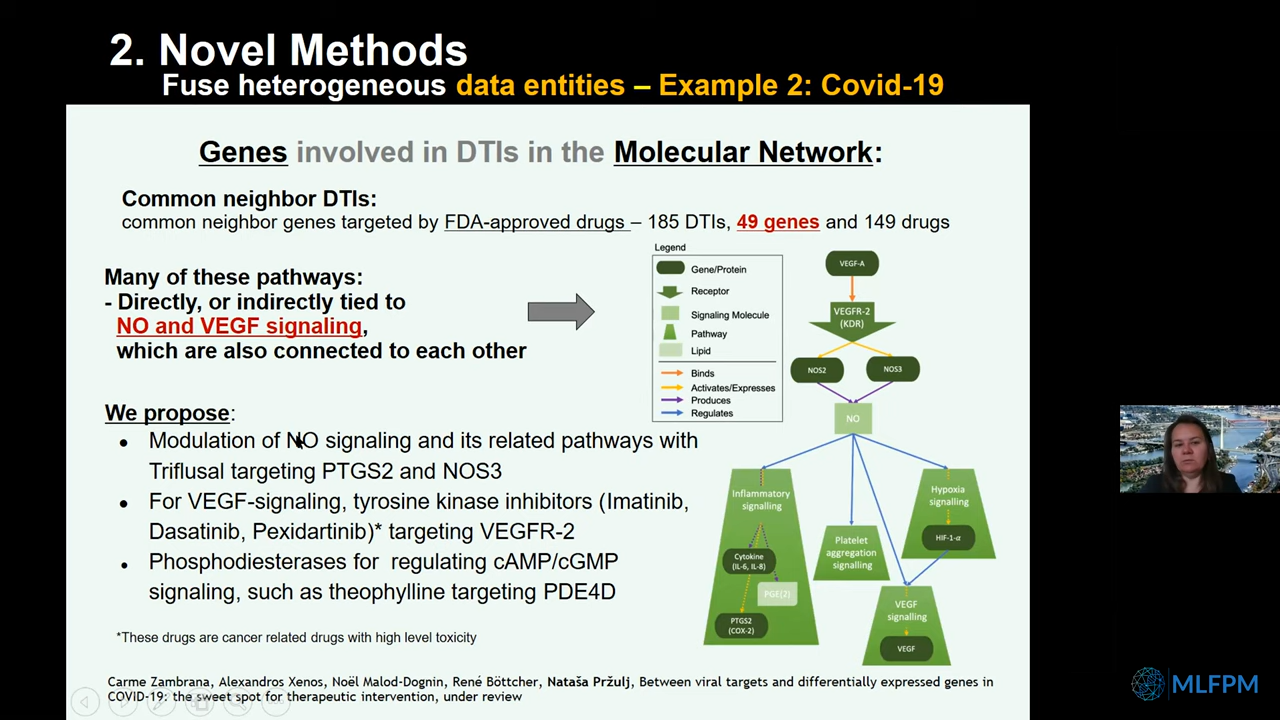 2. Novel Methods
Fuse heterogeneous data entities – Example 2: Covid-19
Genes involved in DTIs in the Molecular Network:
Common neighbor DTIs:
common neighbor genes targeted by FDA-approved drugs – 185 DTIs, 49 genes and 149 drugs
Many of these pathways:
- Directly, or indirectly tied to
NO and VEGF signaling,
which are also connected to each other
We propose:
• Modulation of NO signaling and its related pathways with
Triflusal targeting PTGS2 and NOS3
• For VEGF-signaling, tyrosine kinase inhibitors (Imatinib,
Dasatinib, Pexidartinib)* targeting VEGFR-2
• Phosphodiesterases for regulating cAMP/cGMP
signaling, such as theophylline targeting PDE4D
*These drugs are cancer related drugs with high level toxicity
Legend
Gene/Protein
Receptor
Signaling Molecule
Pathway
Lipid
Binds
Activates/Expresses
Produces
Regulates
VEGF-A
VEGFR-2
(KDR)
NOS2
NOS3
NO
Inflammatory
signalling
Cytokine
(IL-6, IL-8)
PGE(2)
PTGS2
(COX-2)
Platelet
aggregation
signalling
Hypoxia
signalling
HIF-1-α
VEGF
signalling
VEGF
Carme Zambrana, Alexandros Xenos, Noël Malod-Dognin, René Böttcher, Nataša Pržulj, Between viral targets and differentially expressed genes in
COVID-19: the sweet spot for therapeutic intervention, under review
MLFPM